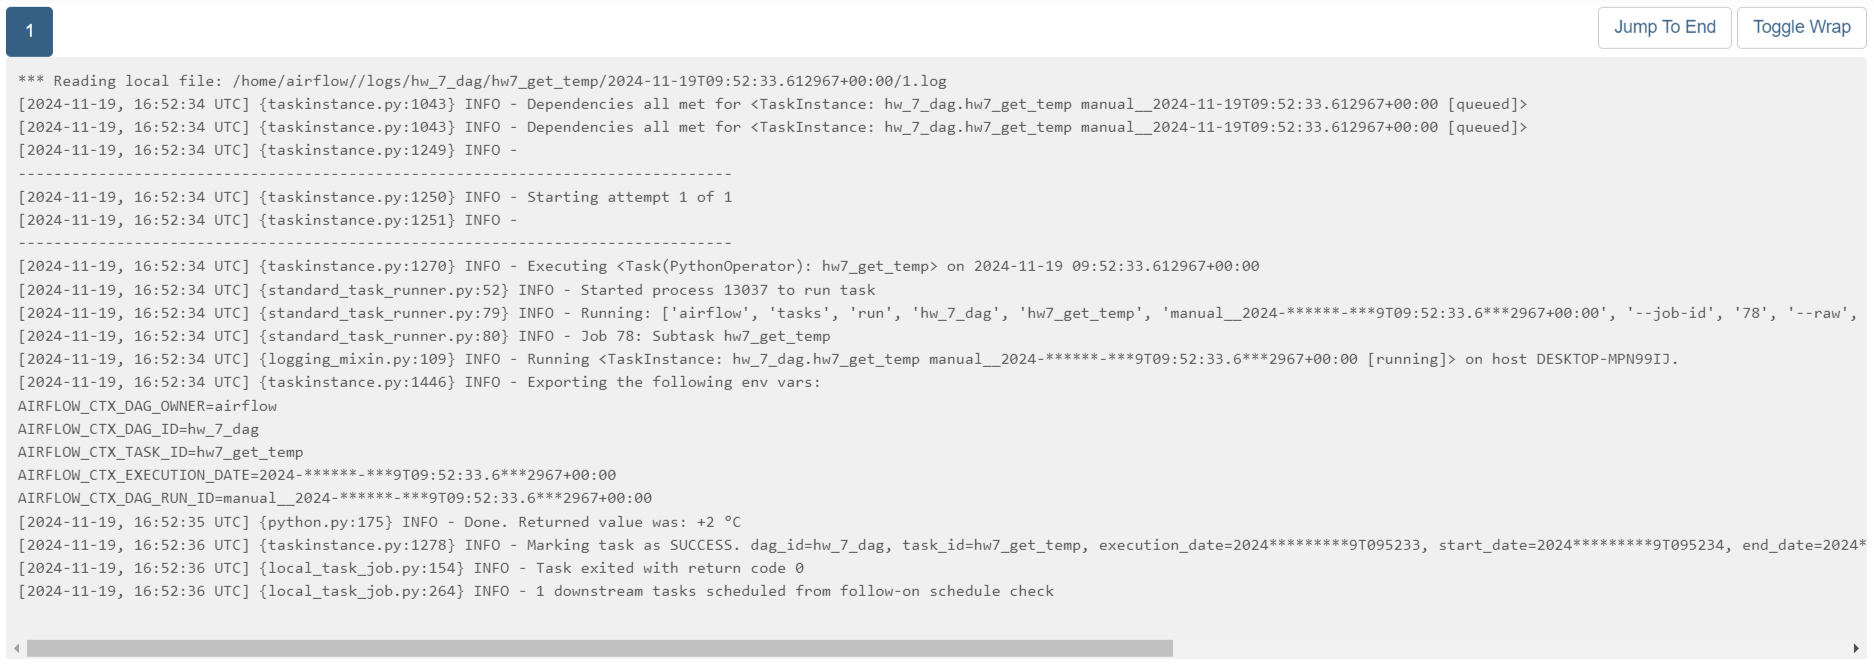 1
Jump To End
Toggle Wrap
*** Reading local file: /home/airflow//logs/hw_7_dag/hw7_get_temp/2024-11-19T09:52:33.612967+00:00/1.log
[2024-11-19, 16:52:34 UTC] {taskinstance.py:1043} INFO - Dependencies all met for <TaskInstance: hw_7_dag.hw7_get_temp manual__2024-11-19T09:52:33.612967+00:00 [queued]>
[2024-11-19, 16:52:34 UTC] {taskinstance.py:1043} INFO - Dependencies all met for <TaskInstance: hw_7_dag.hw7_get_temp manual__2024-11-19T09:52:33.612967+00:00 [queued]>
[2024-11-19, 16:52:34 UTC] {taskinstance.py:1249} INFO -
--------------------------------------------------------------------------------
[2024-11-19, 16:52:34 UTC] {taskinstance.py:1250} INFO - Starting attempt 1 of 1
[2024-11-19, 16:52:34 UTC] {taskinstance.py:1251} INFO -
--------------------------------------------------------------------------------
[2024-11-19, 16:52:34 UTC] {taskinstance.py:1270} INFO - Executing <Task(PythonOperator): hw7_get_temp> on 2024-11-19 09:52:33.612967+00:00
[2024-11-19, 16:52:34 UTC] {standard_task_runner.py:52} INFO - Started process 13037 to run task
[2024-11-19, 16:52:34 UTC] {standard_task_runner.py:79} INFO - Running: ['airflow', 'tasks', 'run', 'hw_7_dag', 'hw7_get_temp', 'manual__2024-******-***9T09:52:33.6***2967+00:00', '--job-id', '78', '--raw',
[2024-11-19, 16:52:34 UTC] {standard_task_runner.py:80} INFO - Job 78: Subtask hw7_get_temp
[2024-11-19, 16:52:34 UTC] {logging_mixin.py:109} INFO - Running <TaskInstance: hw_7_dag.hw7_get_temp manual__2024-******-***9T09:52:33.6***2967+00:00 [running]> on host DESKTOP-MPN99IJ.
[2024-11-19, 16:52:34 UTC] {taskinstance.py:1446} INFO - Exporting the following env vars:
AIRFLOW_CTX_DAG_OWNER=airflow
AIRFLOW_CTX_DAG_ID=hw_7_dag
AIRFLOW_CTX_TASK_ID=hw7_get_temp
AIRFLOW_CTX_EXECUTION_DATE=2024-******-***9T09:52:33.6***2967+00:00
AIRFLOW_CTX_DAG_RUN_ID=manual__2024-******-***9T09:52:33.6***2967+00:00
[2024-11-19, 16:52:35 UTC] {python.py:175} INFO - Done. Returned value was: +2 °C
[2024-11-19, 16:52:36 UTC] {taskinstance.py:1278} INFO - Marking task as SUCCESS. dag_id=hw_7_dag, task_id=hw7_get_temp, execution_date=2024*********9T095233, start_date=2024*********9T095234, end_date=2024*
[2024-11-19, 16:52:36 UTC] {local_task_job.py:154} INFO - Task exited with return code 0
[2024-11-19, 16:52:36 UTC] {local_task_job.py:264} INFO - 1 downstream tasks scheduled from follow-on schedule check